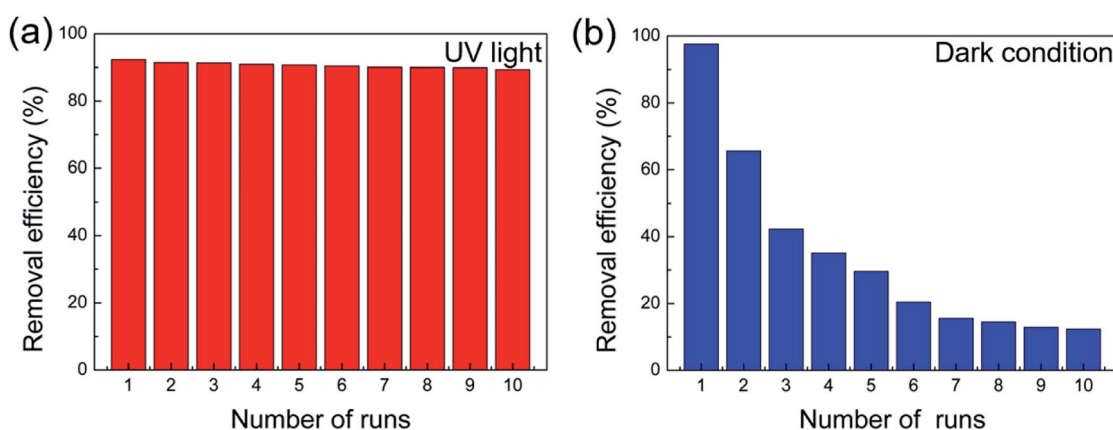 (a)
UV light
Removal efficiency (%)
100
80
60
40
20
0
1 2 3 4 5 6 7 8 9 10
Number of runs
(b)
Dark condition
Removal efficiency (%)
100
80
60
40
20
0
1 2 3 4 5 6 7 8 9 10
Number of runs